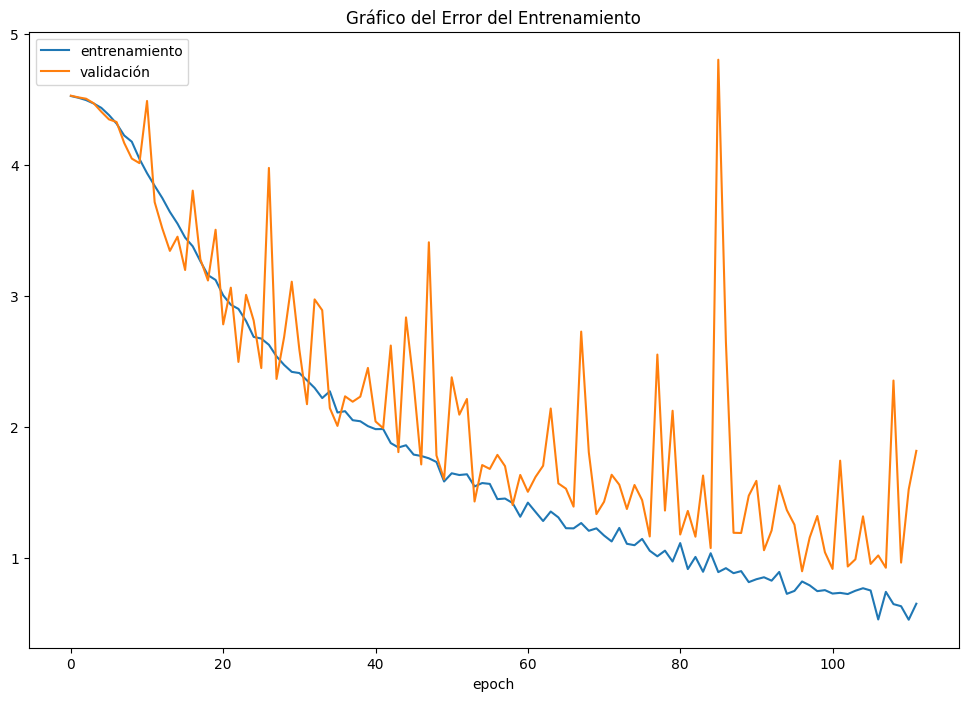 Gráfico del Error del Entrenamiento
entrenamiento
validación
5
4
3
2
1
0 20 40 60 80 100
epoch